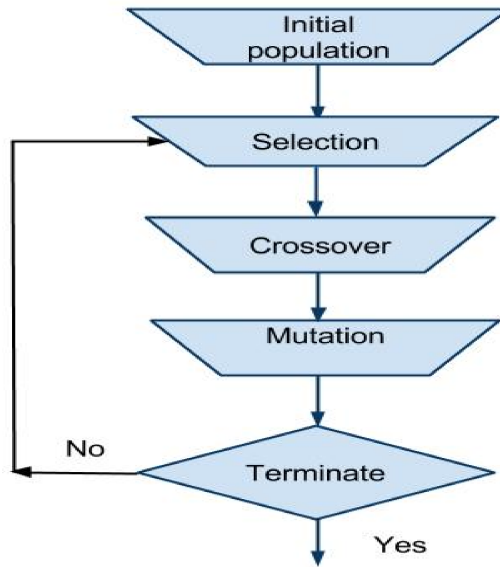 Initial
population
Selection
Crossover
Mutation
No
Terminate
Yes